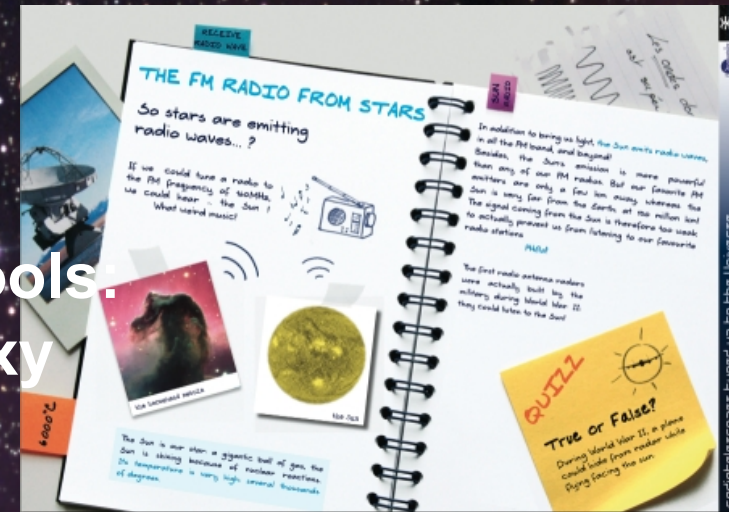 RECEIVE
RADIO WAVE
THE FM RADIO FROM STARS
So stars are emitting
radio waves... ?
If we could tune a radio to
the FM frequency of
we could hear ... the Sun !
What weird music!
the horsehead nebula
the Sun
6000°C
The Sun is our star: a gigantic ball of gas, the
Sun is shining because of nuclear reactions.
Its temperature is very high: several thousands
of degrees.
SUN
RADIO
In addition to bring us light, the Sun emits radio waves,
in all the FM band, and beyond!
Besides, the Sun's emission is more powerful
than any of our FM radios. But our favourite FM
emitters are only a few km away, whereas the
Sun is very far from the Earth, at 150 million km!
The signal coming from the Sun is therefore too weak
to actually prevent us from listening to our favourite
radio stations.
The first radio antenna radars
were actually built by the
military during World War II:
they could listen to the Sun!
QUIZZ
True or False?
During World War II, a plane
could hide from radar while
flying facing the sun
Les ondes
ools:
xy